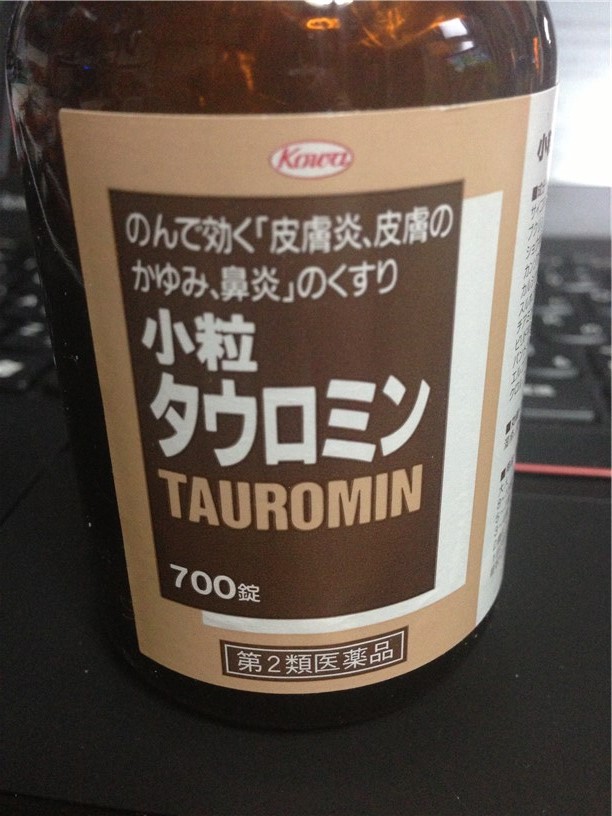 Kowa
のんで効く「皮膚炎、皮膚の
かゆみ、鼻炎」のくすり
小粒
タウロミン
TAUROMIN
700錠
第2類医薬品